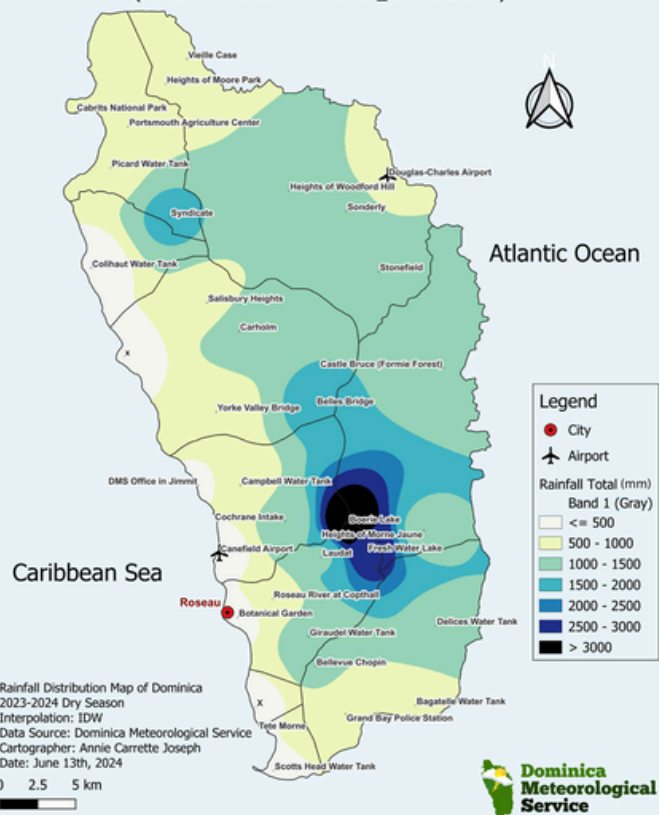 N
Vieille Case
Heights of Moore Park
Cabrits National Park
Portsmouth Agriculture Center
Picard Water Tank
Douglas-Charles Airport
Heights of Woodford Hill
Sonderly
Syndicate
Atlantic Ocean
Colihaut Water Tank
Stonefield
Salisbury Heights
Carholm
x
Castle Bruce (Formie Forest)
Belles Bridge
Yorke Valley Bridge
Legend
City
Airport
Rainfall Total (mm)
Band 1 (Gray)
<= 500
500 - 1000
1000 - 1500
1500 - 2000
2000 - 2500
2500 - 3000
> 3000
DMS Office in Jimmit
Campbell Water Tank
Cochrane Intake
Boerie Lake
Heights of Morne Jaune
Canefield Airport
Laudat
Fresh Water Lake
Caribbean Sea
Roseau River at Copthall
Roseau
Botanical Garden
Delices Water Tank
Giraudel Water Tank
Bellevue Chopin
x
Bagatelle Water Tank
Grand Bay Police Station
Tete Morne
Scotts Head Water Tank
Rainfall Distribution Map of Dominica
2023-2024 Dry Season
Interpolation: IDW
Data Source: Dominica Meteorological Service
Cartographer: Annie Carrette Joseph
Date: June 13th, 2024
0 2.5 5 km
Dominica
Meteorological
Service